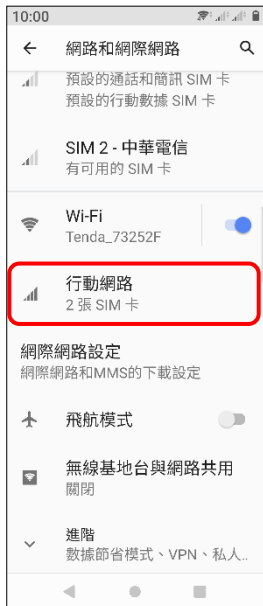 10:00
網路和網際網路
預設的通話和簡訊 SIM 卡
預設的行動數據 SIM 卡
SIM 2 - 中華電信
有可用的 SIM 卡
Wi-Fi
Tenda_73252F
行動網路
2 張 SIM 卡
網際網路設定
網際網路和MMS的下載設定
飛航模式
無線基地台與網路共用
關閉
進階
數據節省模式、VPN、私人..